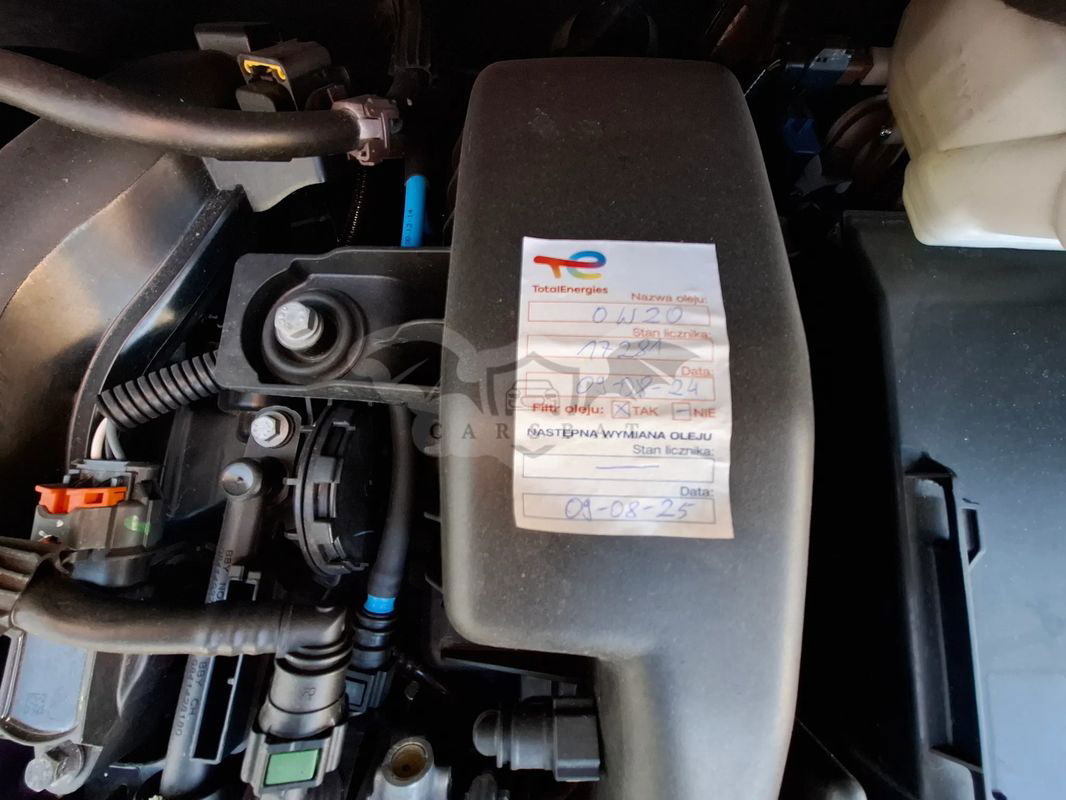 TotalEnergies
Nazwa oleju:
0W20
Stan licznika:
17281
Data:
09-08-24
Filtr oleju: TAK NIE
NASTĘPNA WYMIANA OLEJU
Stan licznika:
—
Data:
09-08-25
CARSBAT